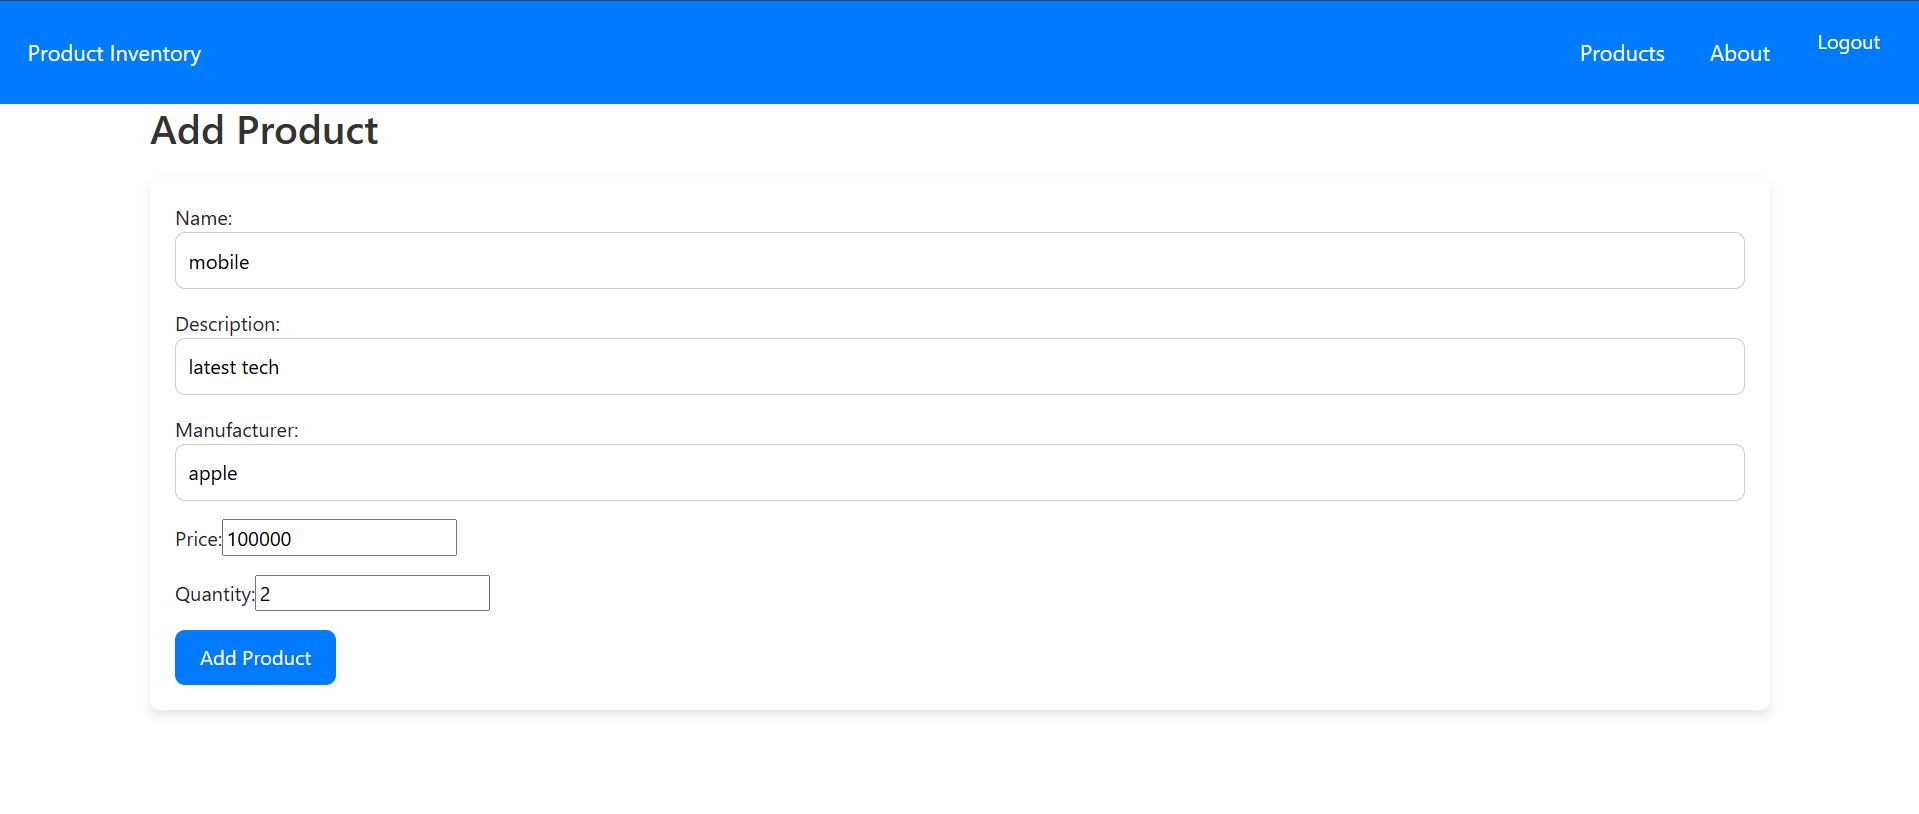 Product Inventory Products About Logout
Add Product
Name:
mobile
Description:
latest tech
Manufacturer:
apple
Price: 100000
Quantity: 2
Add Product